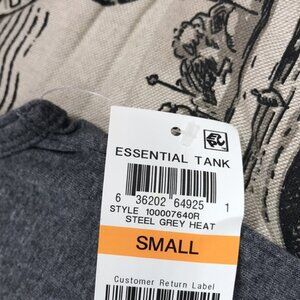 ESSENTIAL TANK
6 36202 64925 1
STYLE 100007640R
STEEL GREY HEAT
SMALL
Customer Return Label